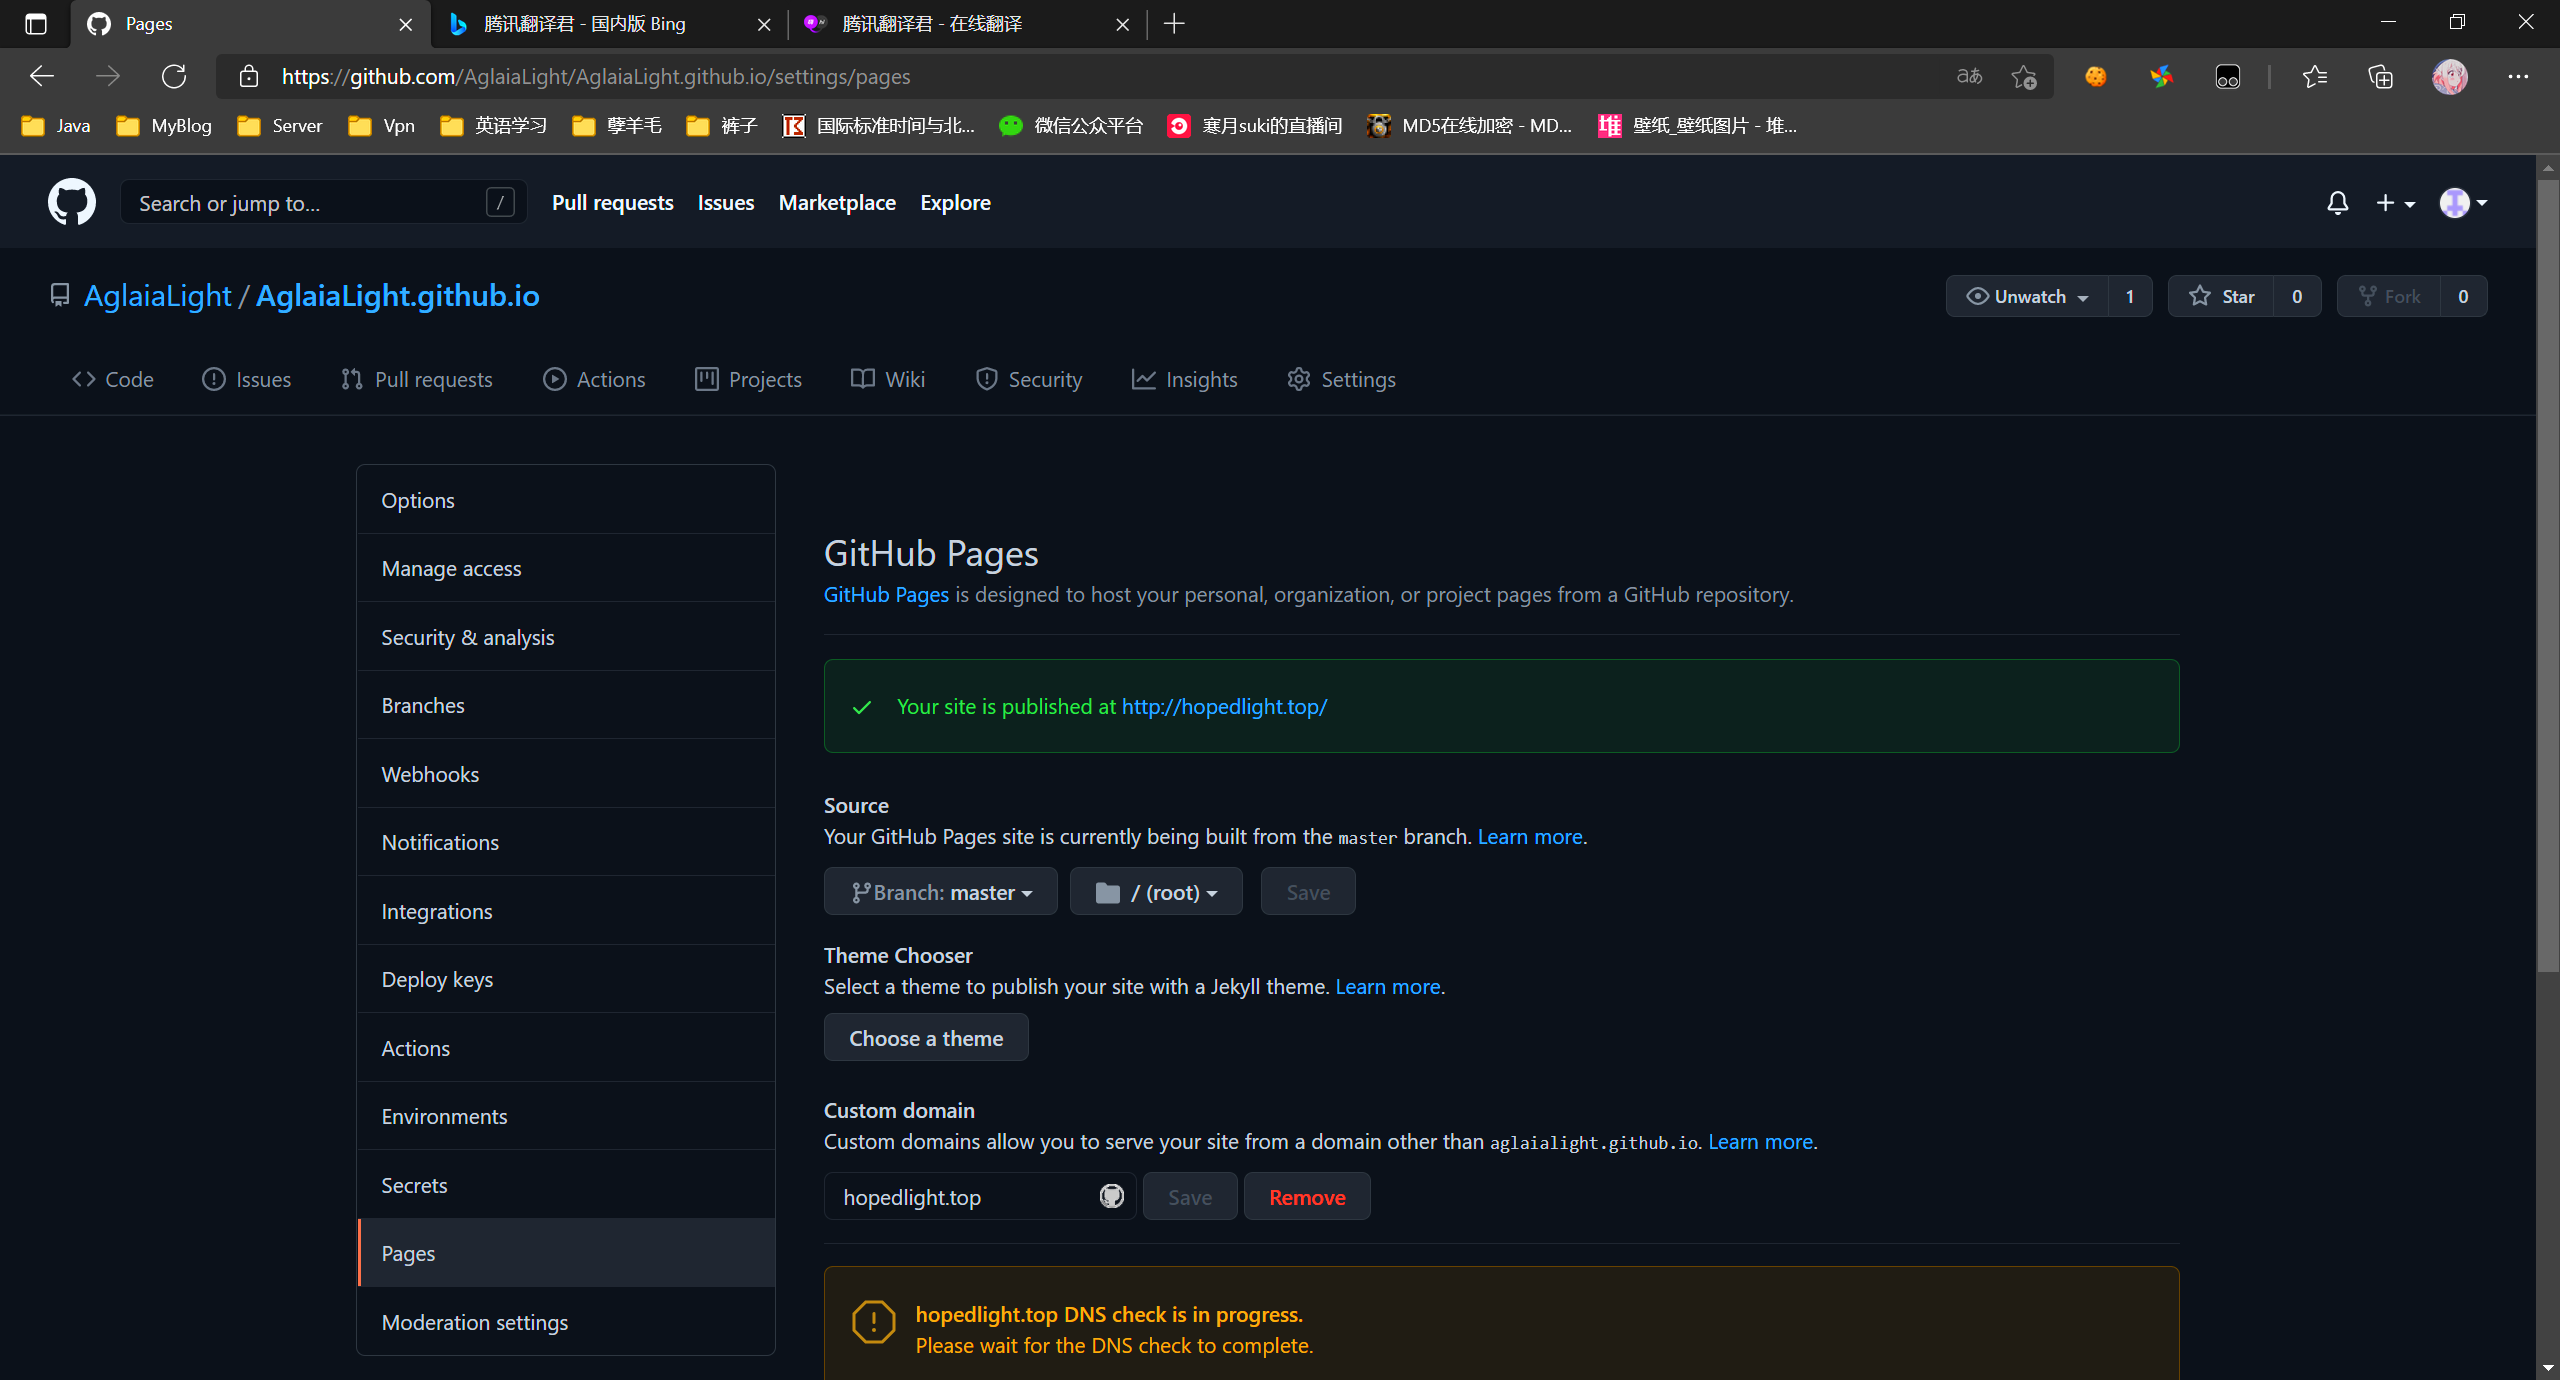 Pages
腾讯翻译君 - 国内版 Bing
腾讯翻译君 - 在线翻译
https://github.com/AglaiaLight/AglaiaLight.github.io/settings/pages
aあ
Java
MyBlog
Server
Vpn
英语学习
孽羊毛
裤子
国际标准时间与北...
微信公众平台
寒月suki的直播间
MD5在线加密 - MD...
壁纸_壁纸图片 - 堆...
Search or jump to...
/
Pull requests
Issues
Marketplace
Explore
AglaiaLight / AglaiaLight.github.io
Unwatch 1
Star 0
Fork 0
Code
Issues
Pull requests
Actions
Projects
Wiki
Security
Insights
Settings
Options
Manage access
Security & analysis
Branches
Webhooks
Notifications
Integrations
Deploy keys
Actions
Environments
Secrets
Pages
Moderation settings
GitHub Pages
GitHub Pages is designed to host your personal, organization, or project pages from a GitHub repository.
Your site is published at http://hopedlight.top/
Source
Your GitHub Pages site is currently being built from the master branch. Learn more.
Branch: master
/ (root)
Save
Theme Chooser
Select a theme to publish your site with a Jekyll theme. Learn more.
Choose a theme
Custom domain
Custom domains allow you to serve your site from a domain other than aglaialight.github.io. Learn more.
hopedlight.top
Save
Remove
hopedlight.top DNS check is in progress.
Please wait for the DNS check to complete.